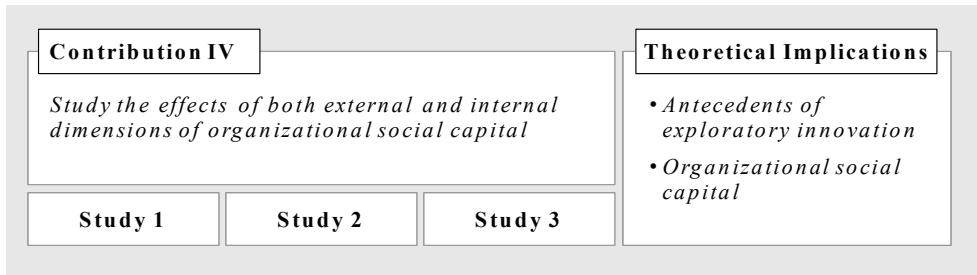 Contribution IV
Study the effects of both external and internal
dimensions of organizational social capital
Study 1
Study 2
Study 3
Theoretical Implications
• Antecedents of
exploratory innovation
• Organizational social
capital